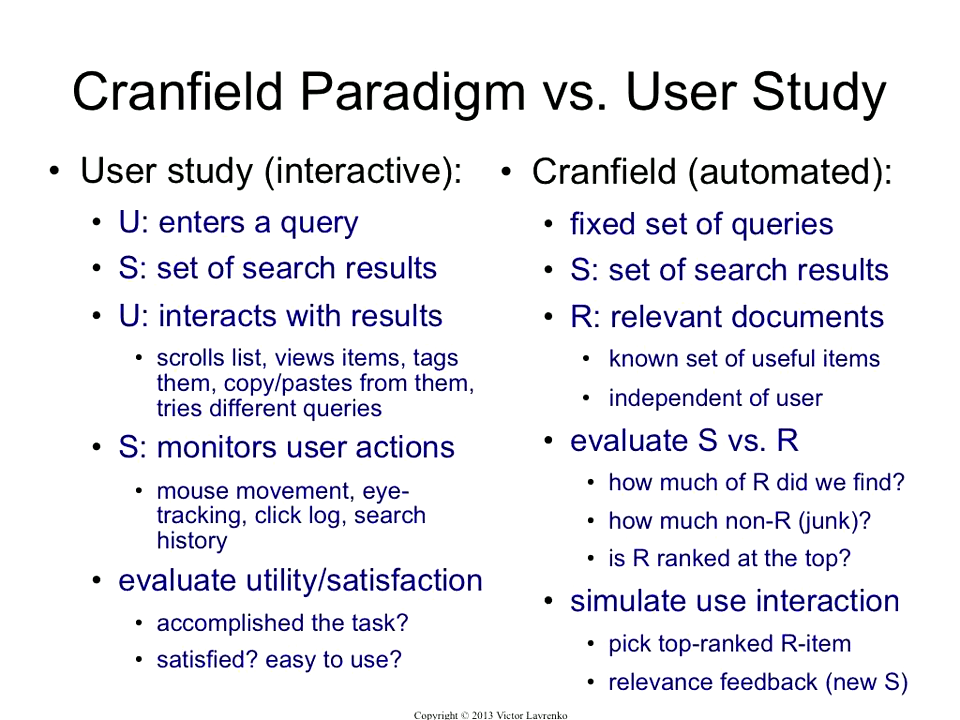 Cranfield Paradigm vs. User Study
• User study (interactive):
• U: enters a query
• S: set of search results
• U: interacts with results
• scrolls list, views items, tags
them, copy/pastes from them,
tries different queries
• S: monitors user actions
• mouse movement, eye-
tracking, click log, search
history
• evaluate utility/satisfaction
• accomplished the task?
• satisfied? easy to use?
• Cranfield (automated):
• fixed set of queries
• S: set of search results
• R: relevant documents
• known set of useful items
• independent of user
• evaluate S vs. R
• how much of R did we find?
• how much non-R (junk)?
• is R ranked at the top?
• simulate use interaction
• pick top-ranked R-item
• relevance feedback (new S)
Copyright © 2013 Victor Lavrenko